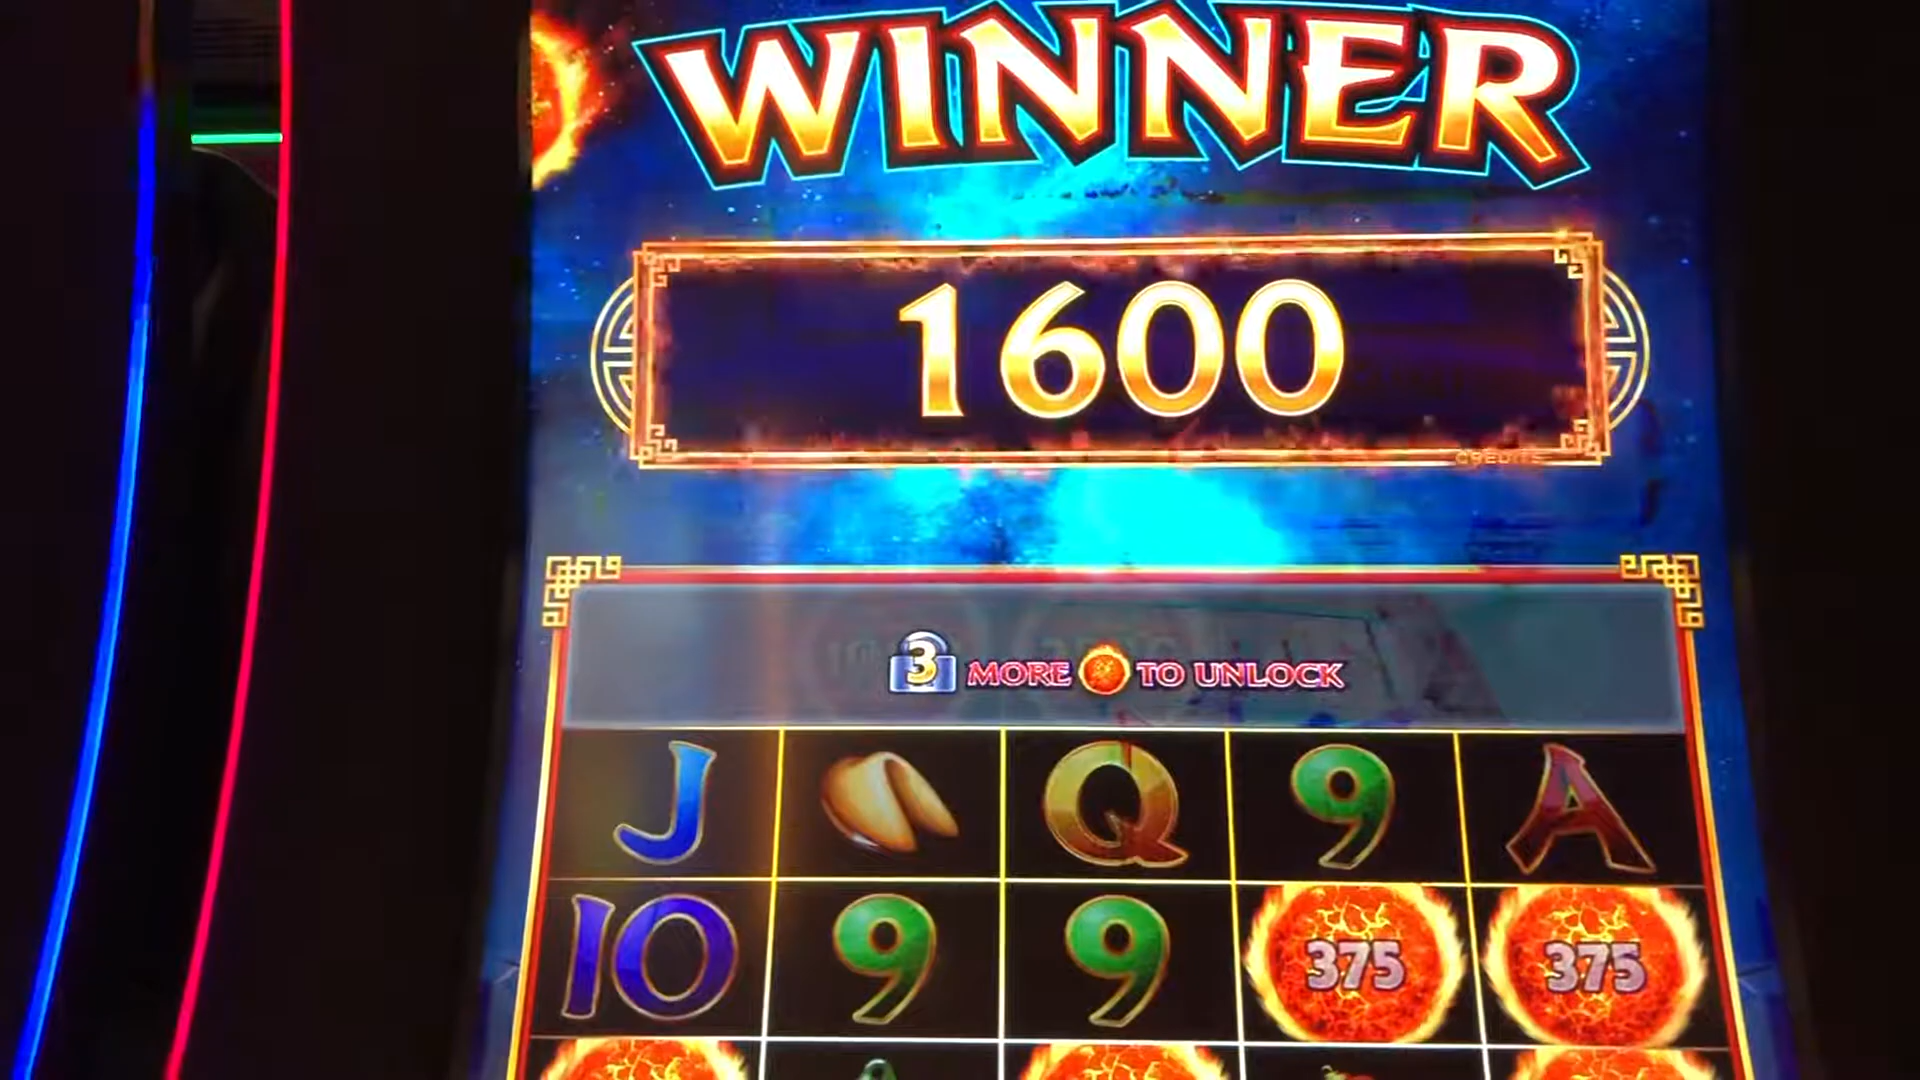 WINNER
1600
CREDITS
3 MORE TO UNLOCK
J Q 9 A
10 9 9 375 375